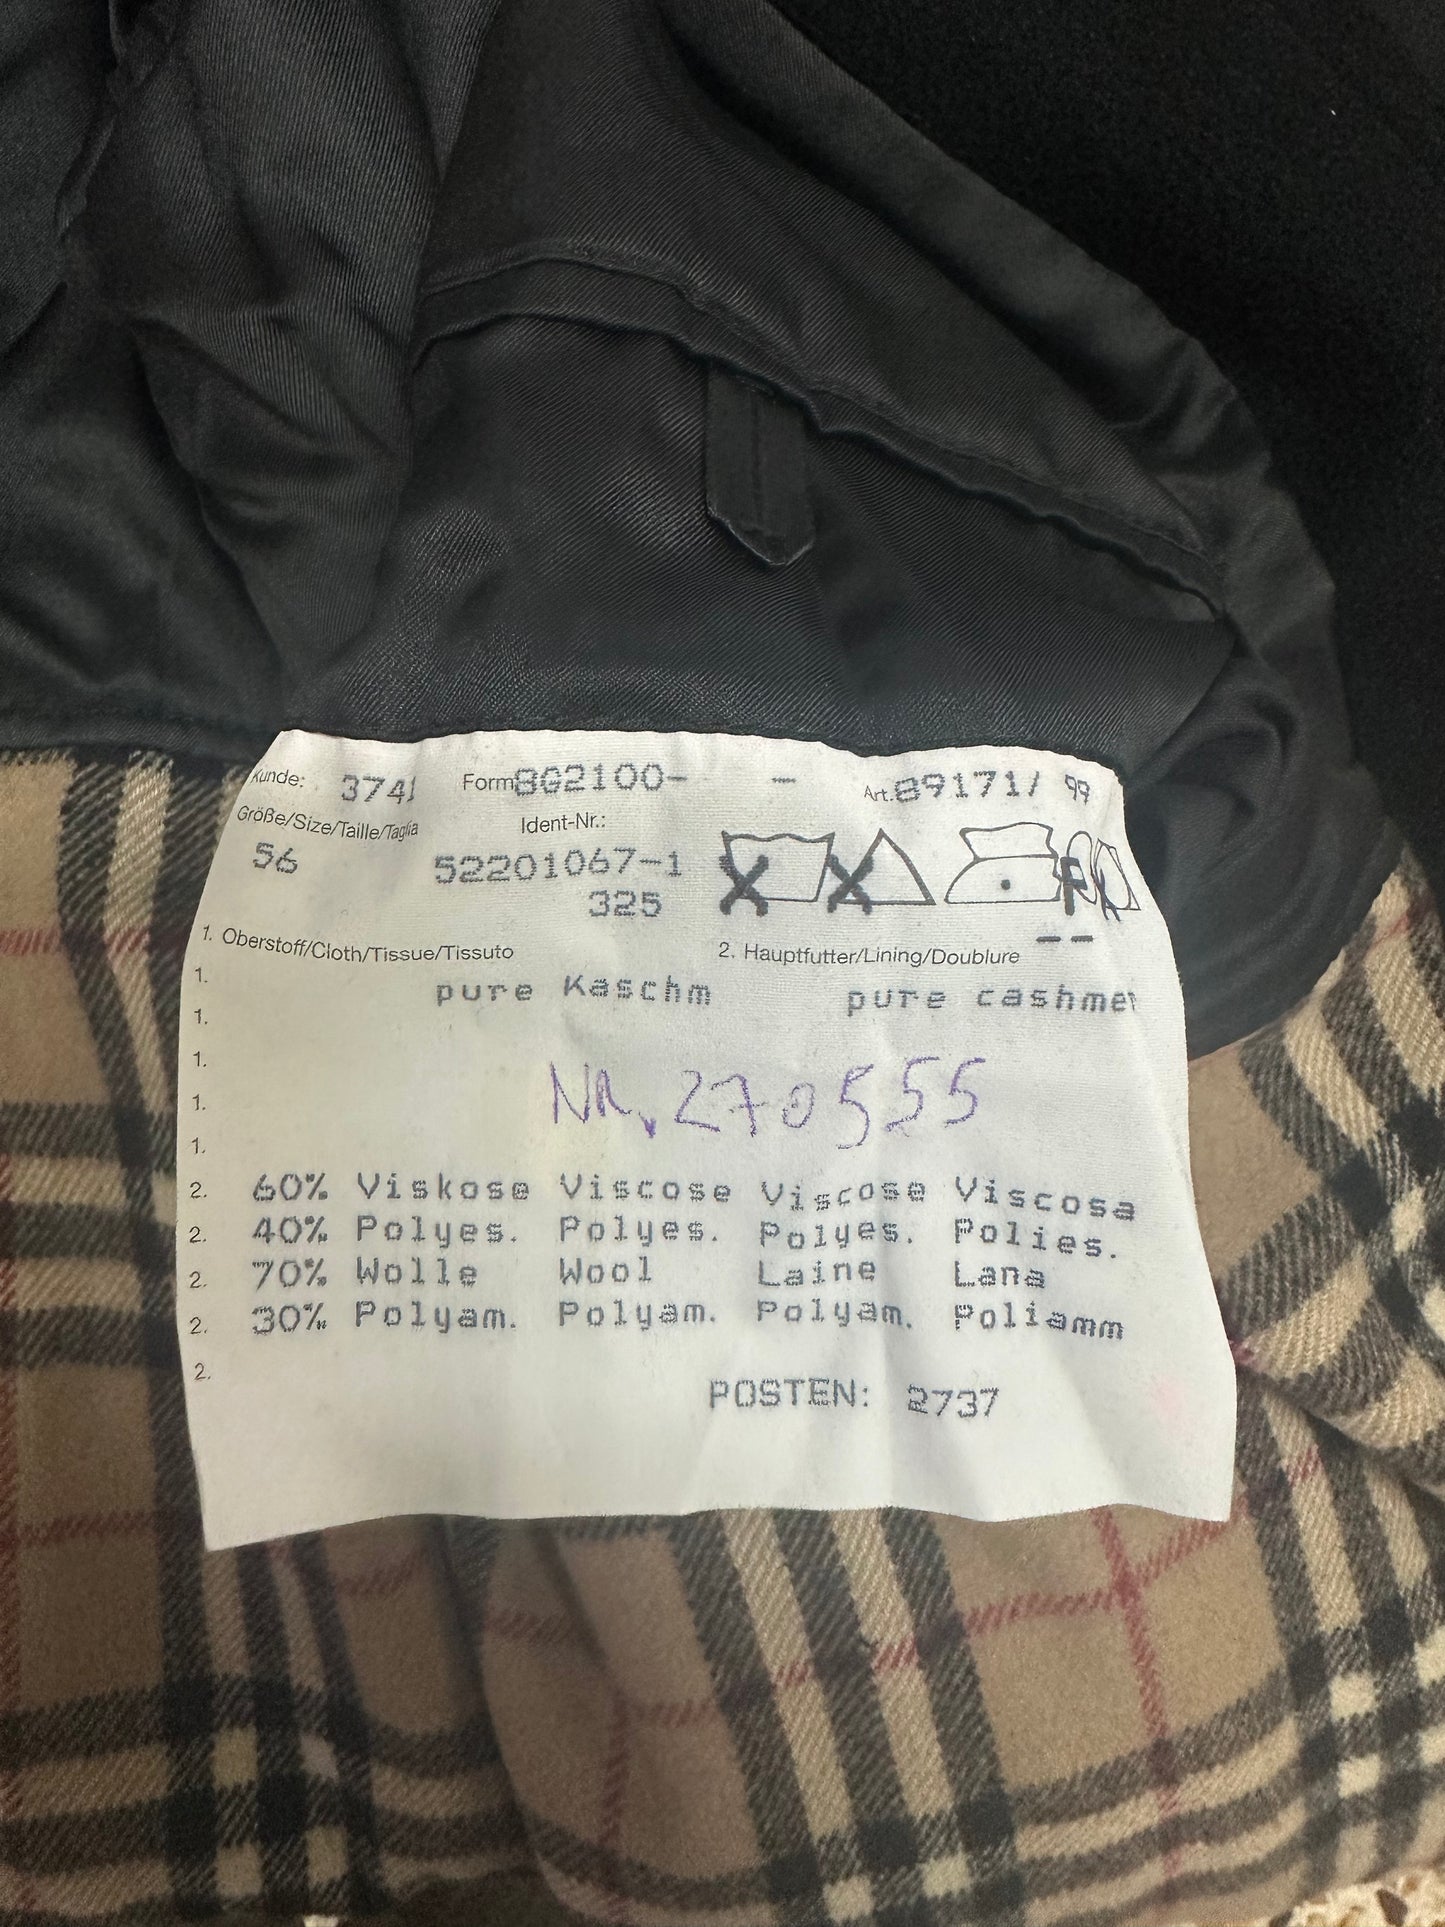 Kunde: 3741 Form 8G2100- - Art. 89171/ 99
Größe/Size/Taille/Taglia Ident-Nr.:
56 52201067-1
325
1. Oberstoff/Cloth/Tissue/Tissuto 2. Hauptfutter/Lining/Doublure
1. pure Kaschm pure cashme
1.
1.
1. NR. 270555
1.
2. 60% Viskose Viscose Viscose Viscosa
2. 40% Polyes. Polyes. Polyes. Polies.
2. 70% Wolle Wool Laine Lana
2. 30% Polyam. Polyam. Polyam. Poliamm
2.
POSTEN: 2737